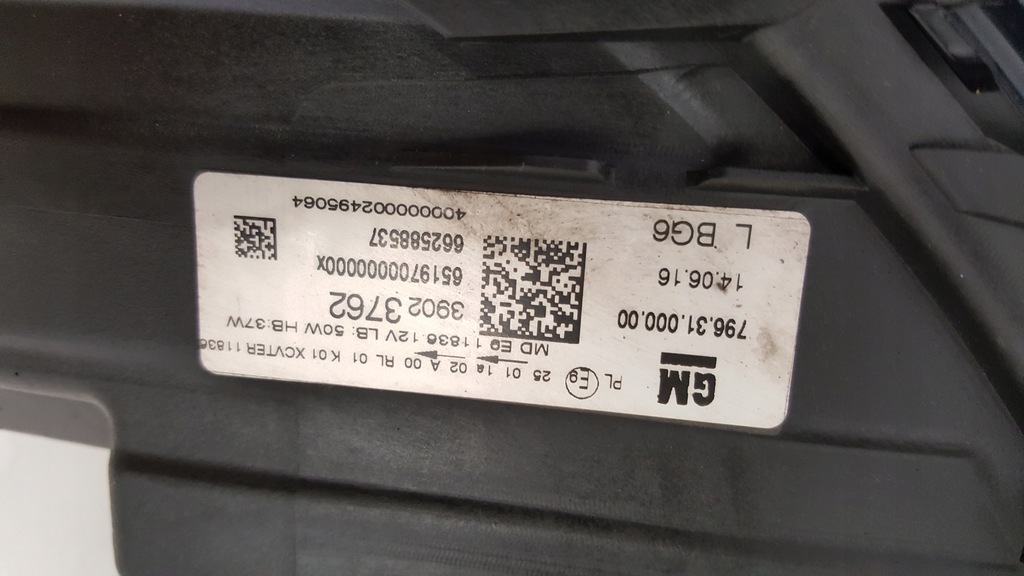 GM
PL E9 25 01 1a 02 A 00 RL 01 K 01 XCVTER 11836
MD E9 11836 12V LB: 50W HB:37W
796.31.000.00
3902 3762
14.06.16
651970000000x
662588537
L BG6
4000000002495064